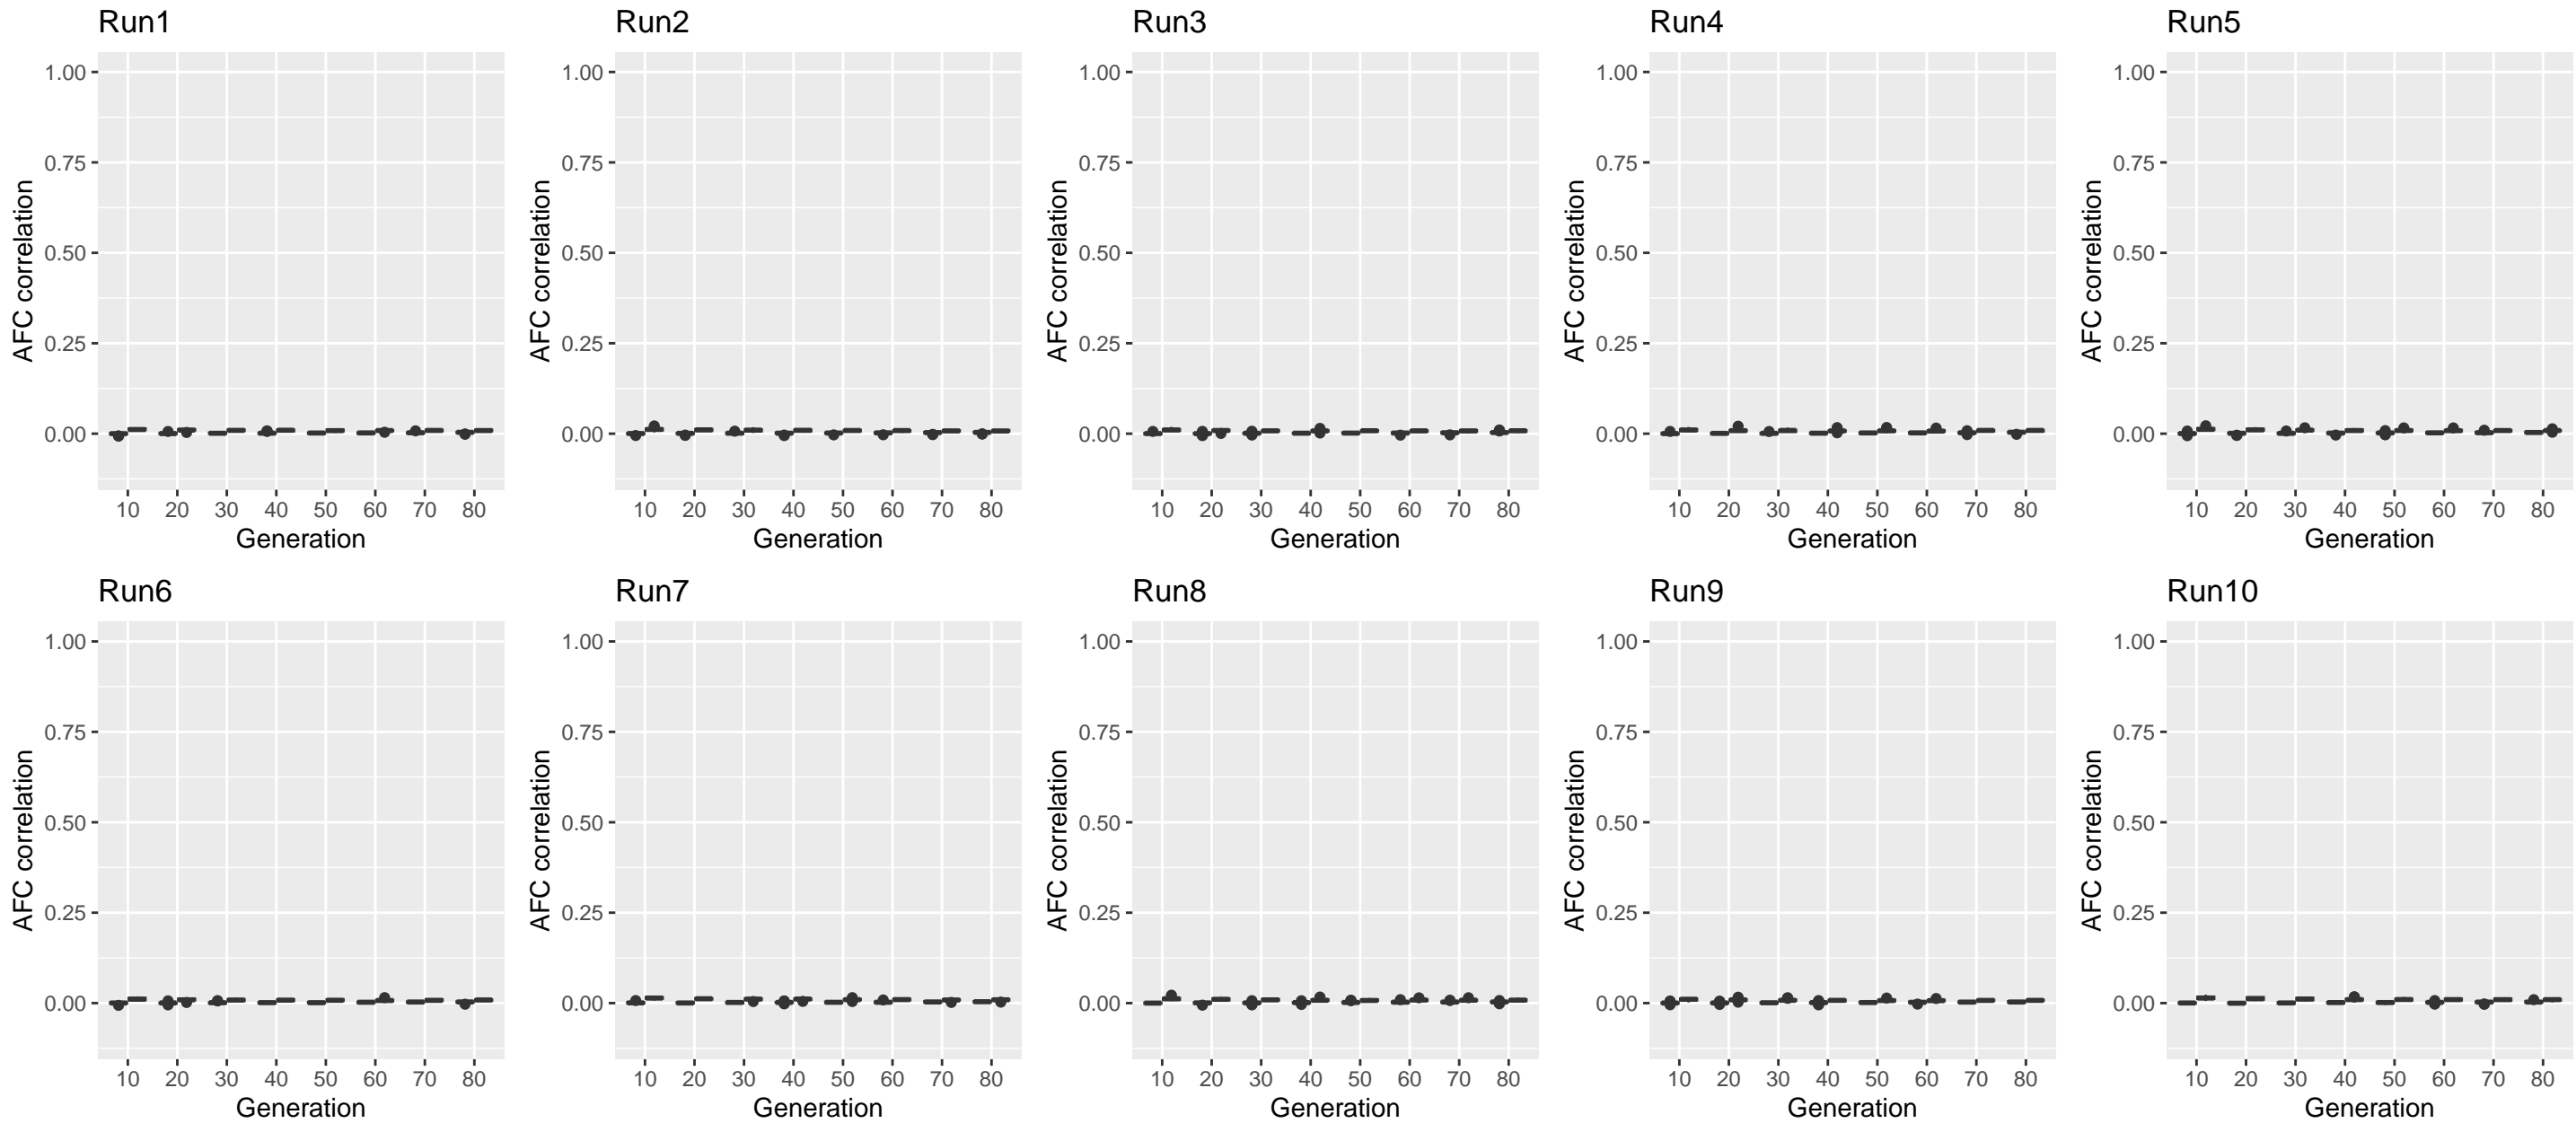 Run1 Run2 Run3 Run4 Run5
1.00 1.00 1.00 1.00 1.00
0.75 0.75 0.75 0.75 0.75
0.50 0.50 0.50 0.50 0.50
0.25 0.25 0.25 0.25 0.25
0.00 0.00 0.00 0.00 0.00
AFC correlation AFC correlation AFC correlation AFC correlation AFC correlation
10 20 30 40 50 60 70 80 10 20 30 40 50 60 70 80 10 20 30 40 50 60 70 80 10 20 30 40 50 60 70 80 10 20 30 40 50 60 70 80
Generation Generation Generation Generation Generation
Run6 Run7 Run8 Run9 Run10
1.00 1.00 1.00 1.00 1.00
0.75 0.75 0.75 0.75 0.75
0.50 0.50 0.50 0.50 0.50
0.25 0.25 0.25 0.25 0.25
0.00 0.00 0.00 0.00 0.00
AFC correlation AFC correlation AFC correlation AFC correlation AFC correlation
10 20 30 40 50 60 70 80 10 20 30 40 50 60 70 80 10 20 30 40 50 60 70 80 10 20 30 40 50 60 70 80 10 20 30 40 50 60 70 80
Generation Generation Generation Generation Generation